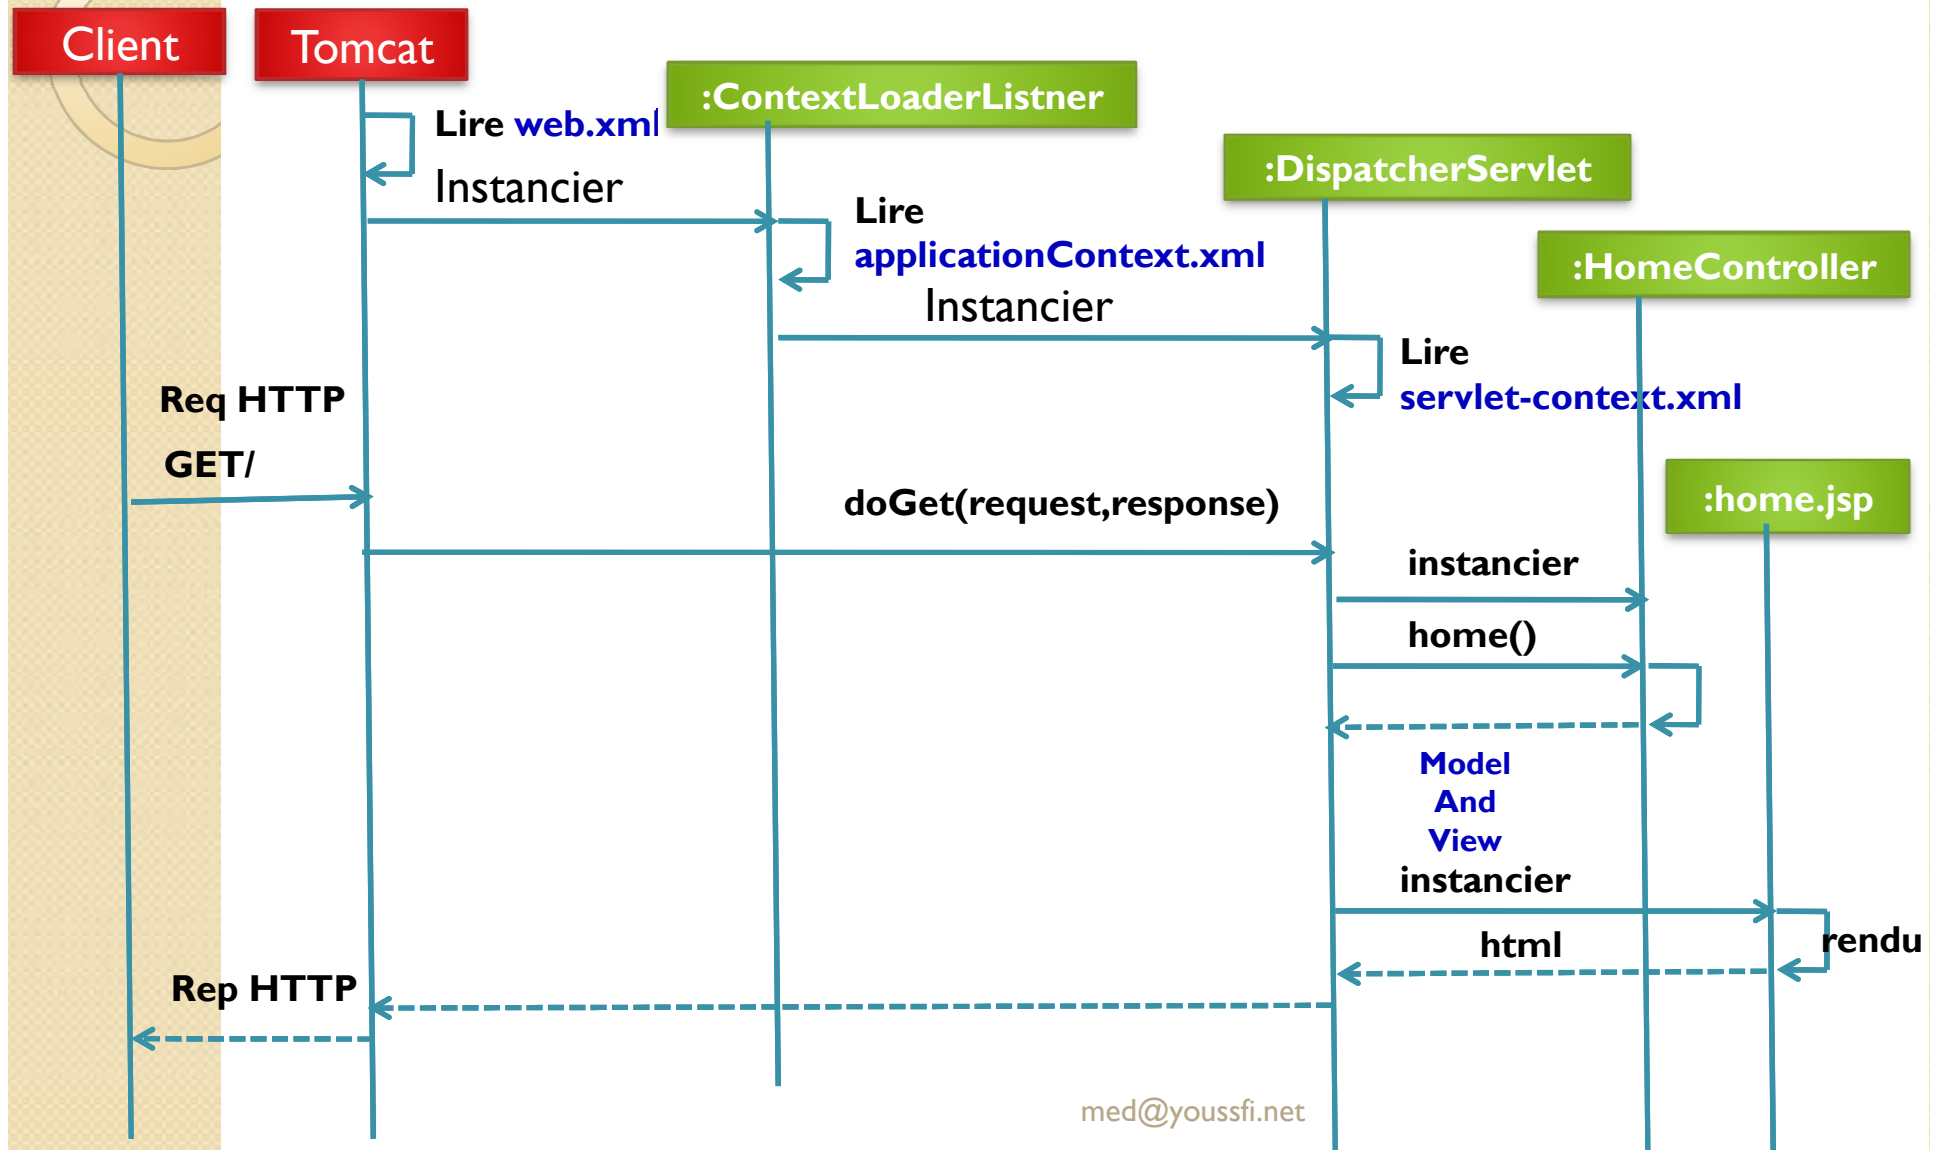 Client
Tomcat
:ContextLoaderListner
Lire web.xml
:DispatcherServlet
Instancier
Lire
applicationContext.xml
:HomeController
Instancier
Lire
servlet-context.xml
Req HTTP
GET/
:home.jsp
doGet(request,response)
instancier
home()
Model
And
View
instancier
rendu
html
Rep HTTP
med@youssfi.net